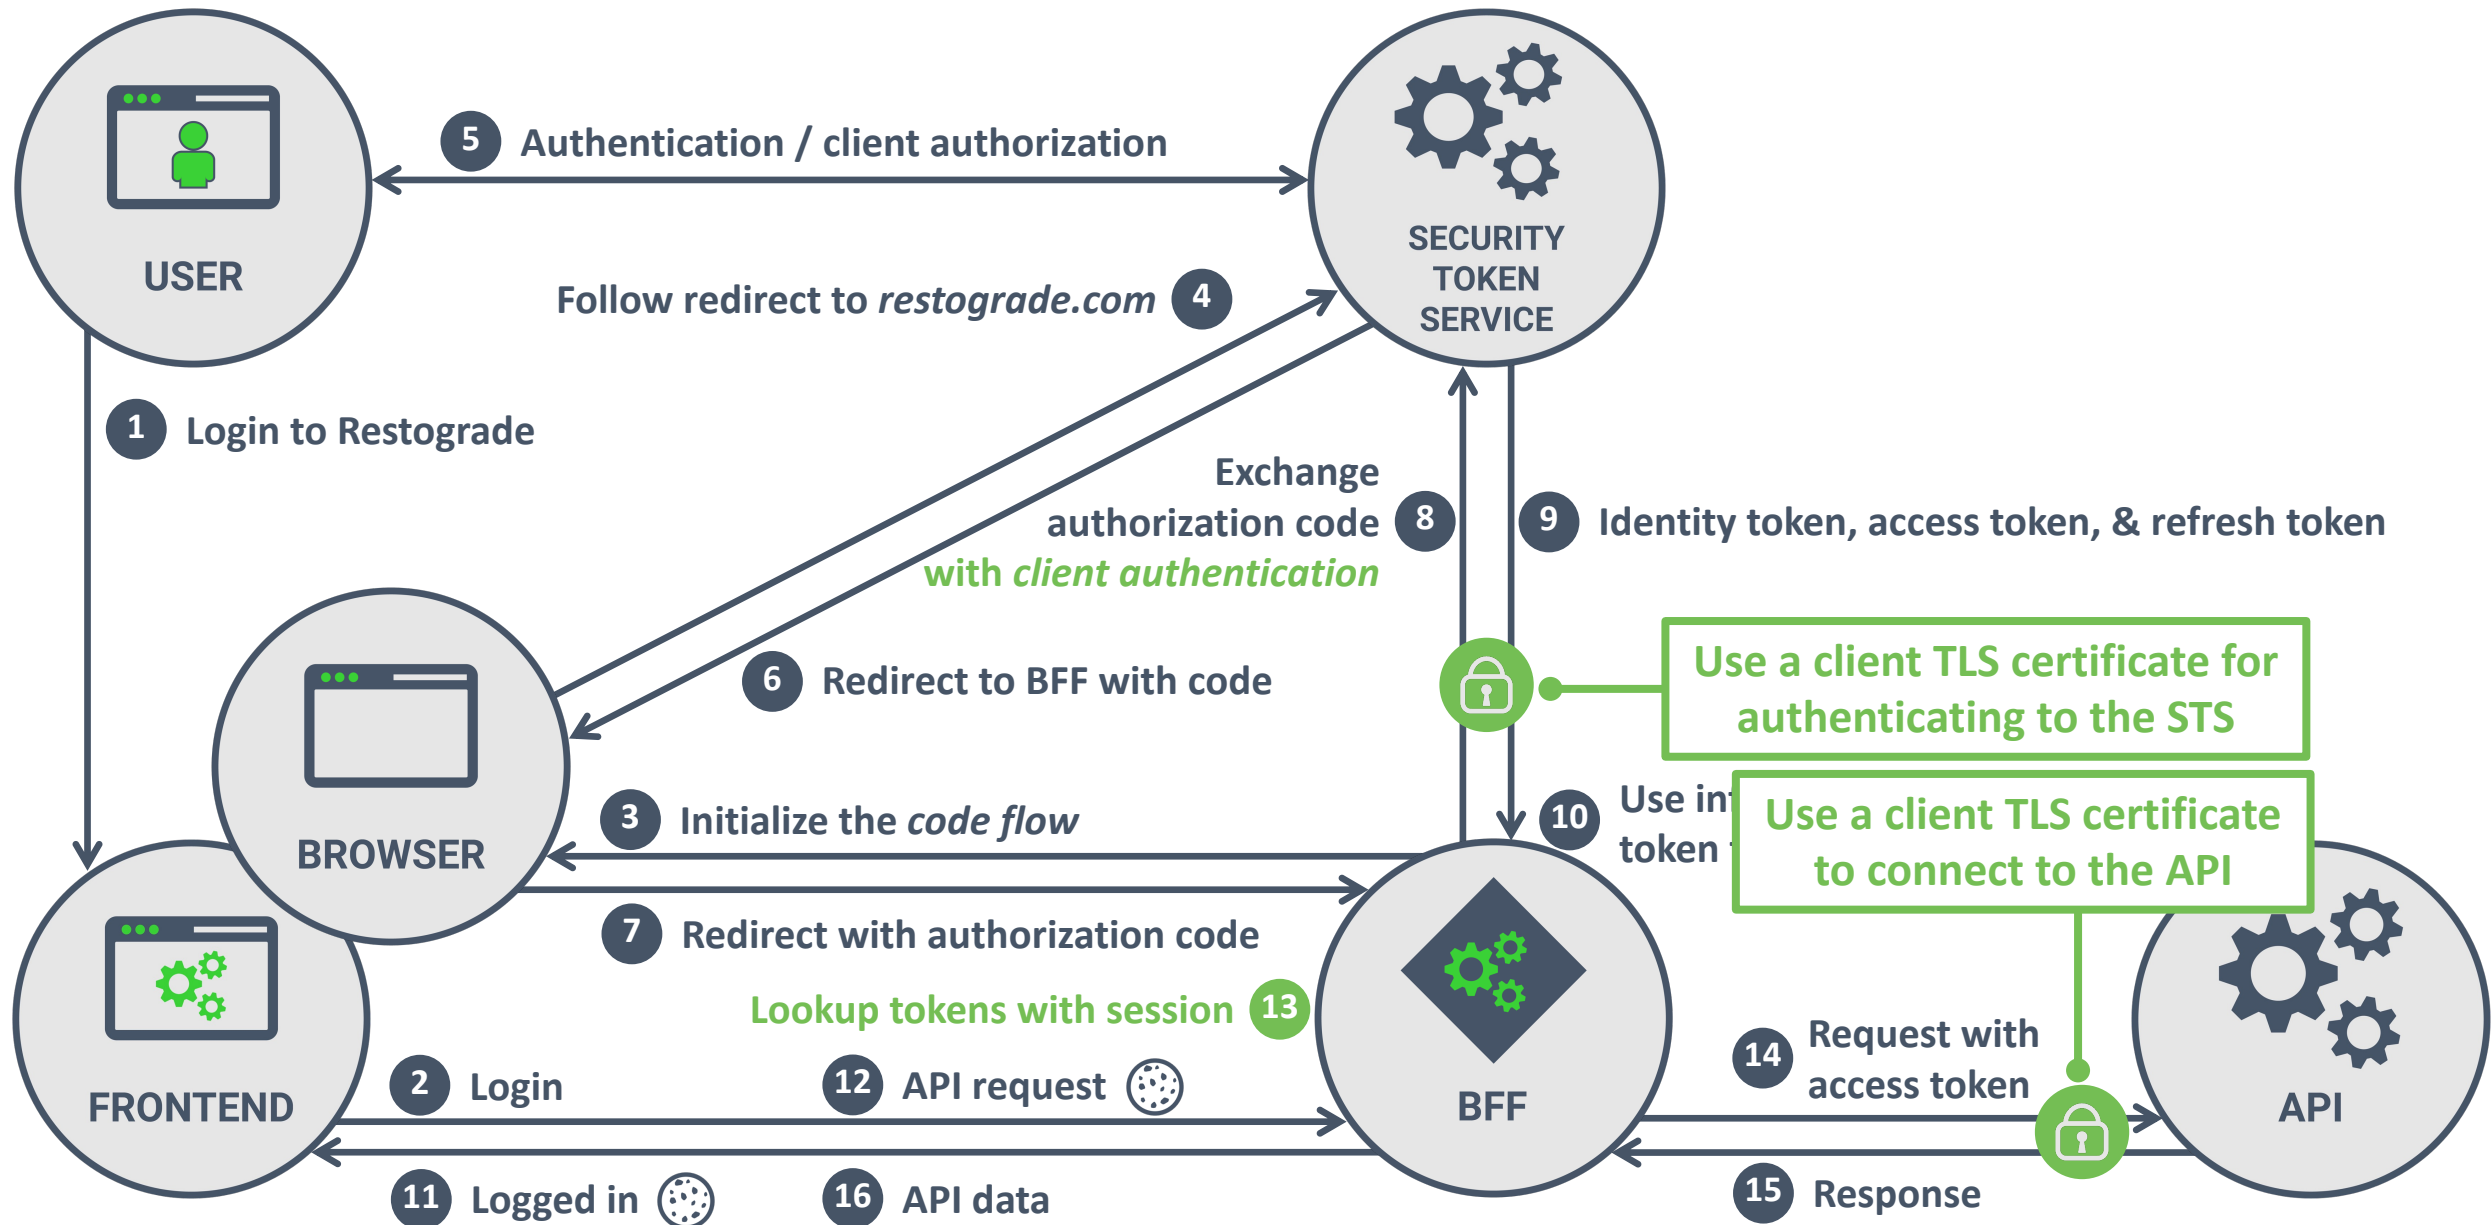 5 Authentication / client authorization
USER
SECURITY
TOKEN
SERVICE
Follow redirect to restograde.com 4
1 Login to Restograde
Exchange
authorization code
with client authentication
8
9 Identity token, access token, & refresh token
6 Redirect to BFF with code
Use a client TLS certificate for
authenticating to the STS
3 Initialize the code flow
BROWSER
10 Use
token
Use a client TLS certificate
to connect to the API
7 Redirect with authorization code
Lookup tokens with session 13
FRONTEND
2 Login
12 API request
BFF
14 Request with
access token
API
11 Logged in
16 API data
15 Response